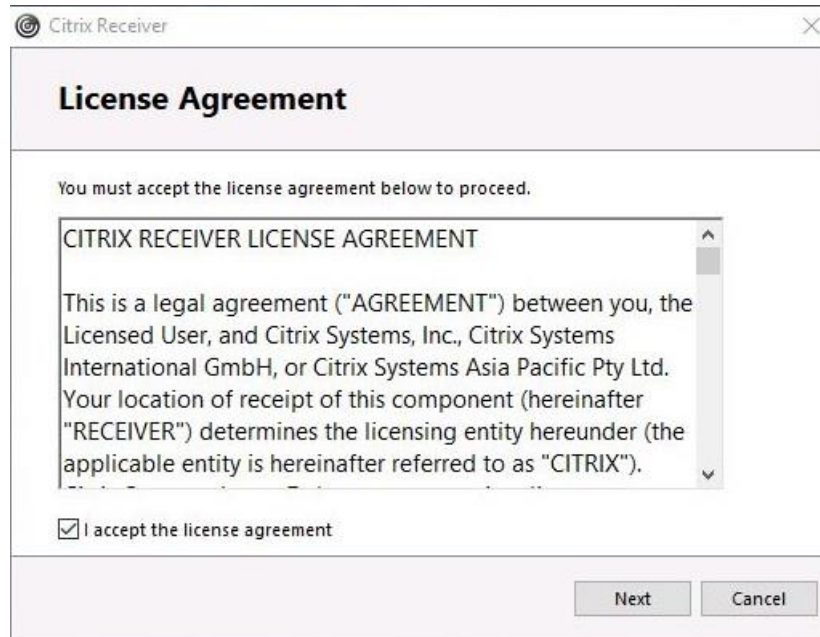 Citrix Receiver
License Agreement
You must accept the license agreement below to proceed.
CITRIX RECEIVER LICENSE AGREEMENT
This is a legal agreement ("AGREEMENT") between you, the
Licensed User, and Citrix Systems, Inc., Citrix Systems
International GmbH, or Citrix Systems Asia Pacific Pty Ltd.
Your location of receipt of this component (hereinafter
"RECEIVER") determines the licensing entity hereunder (the
applicable entity is hereinafter referred to as "CITRIX").
I accept the license agreement
Next
Cancel